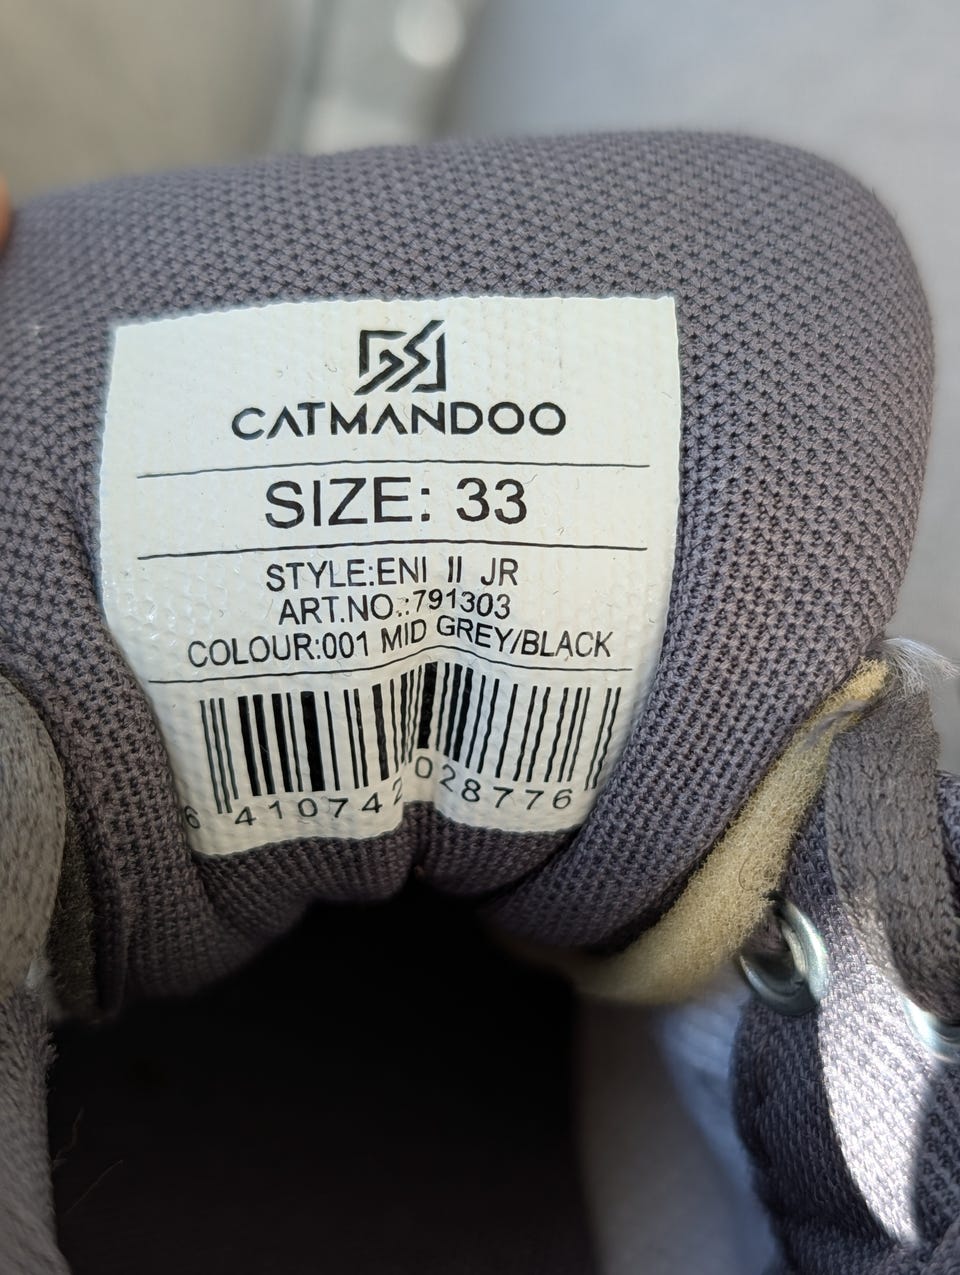 CATMANDOO
SIZE: 33
STYLE:ENI II JR
ART.NO.:791303
COLOUR:001 MID GREY/BLACK
6 410742 028776